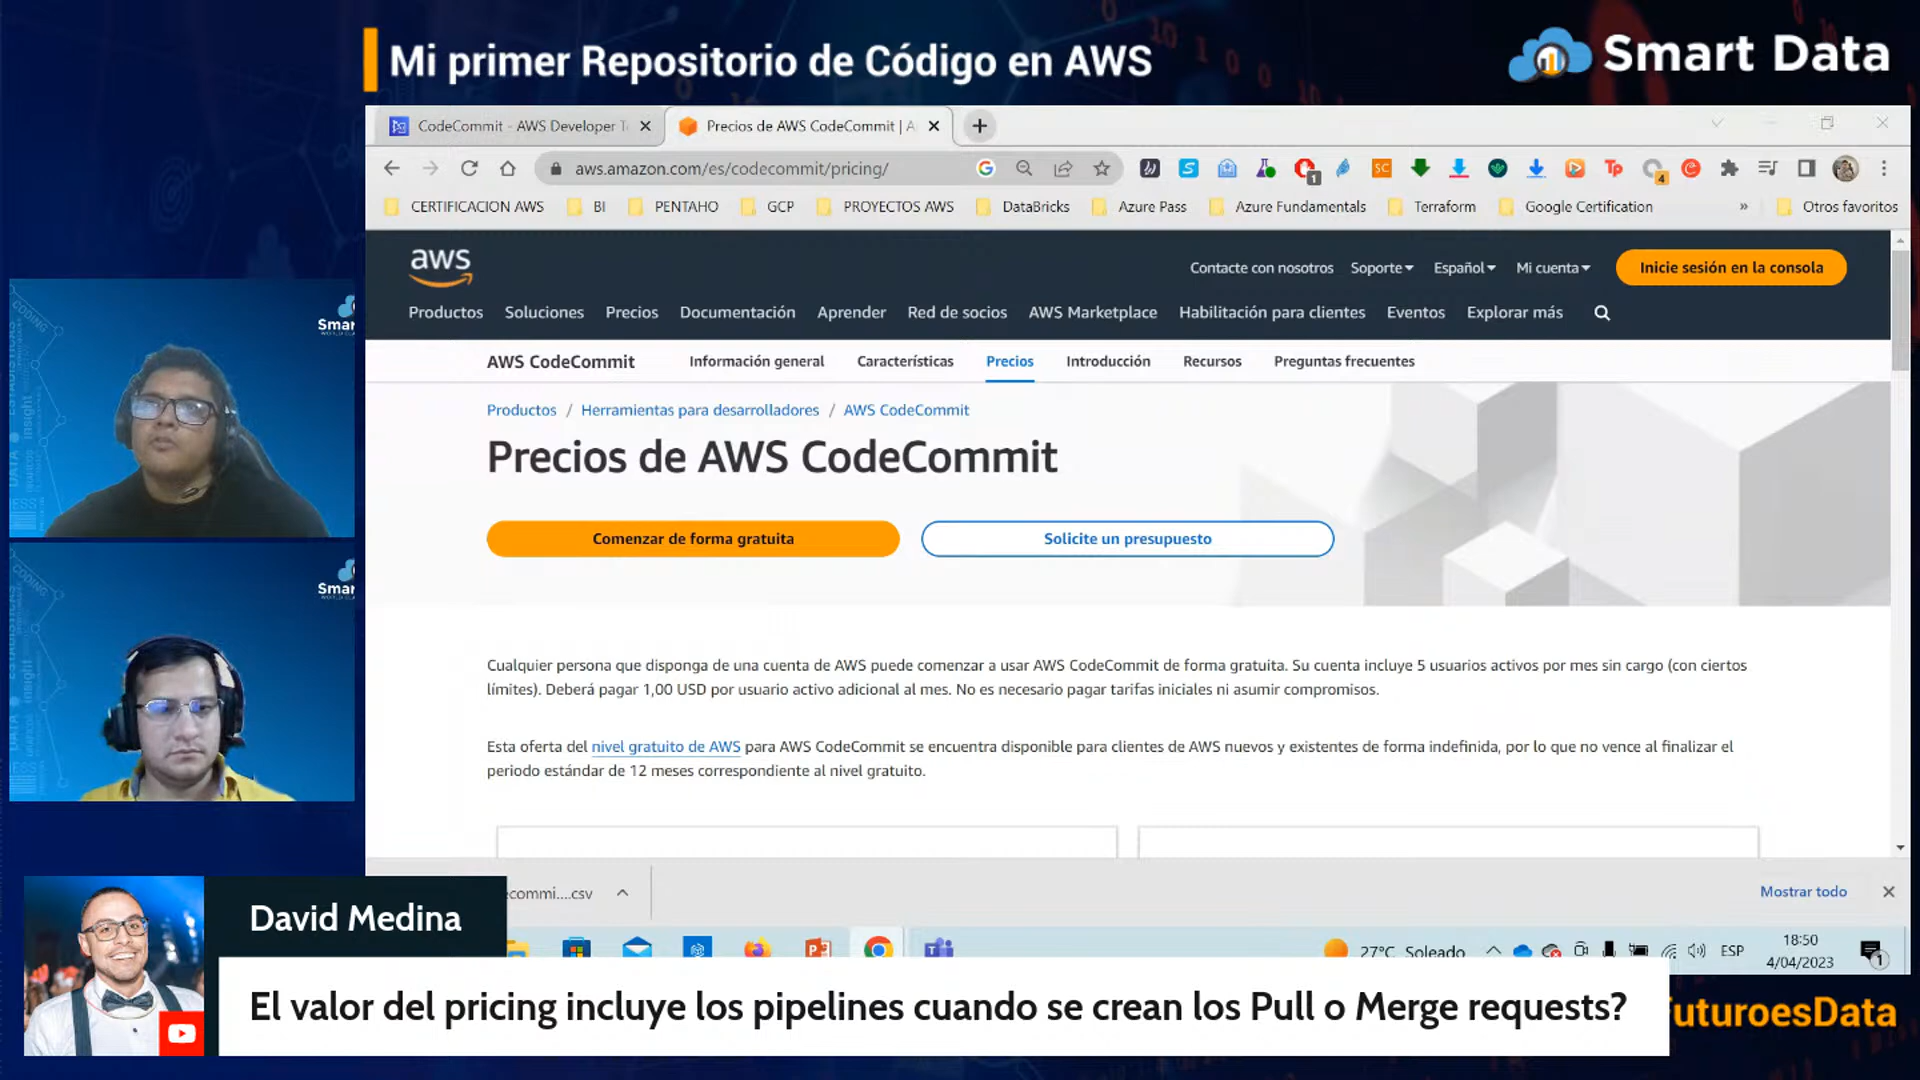 Mi primer Repositorio de Código en AWS
Smart Data
CodeCommit - AWS Developer T
Precios de AWS CodeCommit | A
aws.amazon.com/es/codecommit/pricing/
CERTIFICACION AWS
BI
PENTAHO
GCP
PROYECTOS AWS
DataBricks
Azure Pass
Azure Fundamentals
Terraform
Google Certification
»
Otros favoritos
aws
Contacte con nosotros
Soporte
Español
Mi cuenta
Inicie sesión en la consola
Productos
Soluciones
Precios
Documentación
Aprender
Red de socios
AWS Marketplace
Habilitación para clientes
Eventos
Explorar más
AWS CodeCommit
Información general
Características
Precios
Introducción
Recursos
Preguntas frecuentes
Productos / Herramientas para desarrolladores / AWS CodeCommit
Precios de AWS CodeCommit
Comenzar de forma gratuita
Solicite un presupuesto
Cualquier persona que disponga de una cuenta de AWS puede comenzar a usar AWS CodeCommit de forma gratuita. Su cuenta incluye 5 usuarios activos por mes sin cargo (con ciertos
límites). Deberá pagar 1,00 USD por usuario activo adicional al mes. No es necesario pagar tarifas iniciales ni asumir compromisos.
Esta oferta del nivel gratuito de AWS para AWS CodeCommit se encuentra disponible para clientes de AWS nuevos y existentes de forma indefinida, por lo que no vence al finalizar el
periodo estándar de 12 meses correspondiente al nivel gratuito.
Smar
Smar
ecommi....csv
Mostrar todo
27°C Soleado
ESP
18:50
4/04/2023
1
David Medina
El valor del pricing incluye los pipelines cuando se crean los Pull o Merge requests?
uturoesData